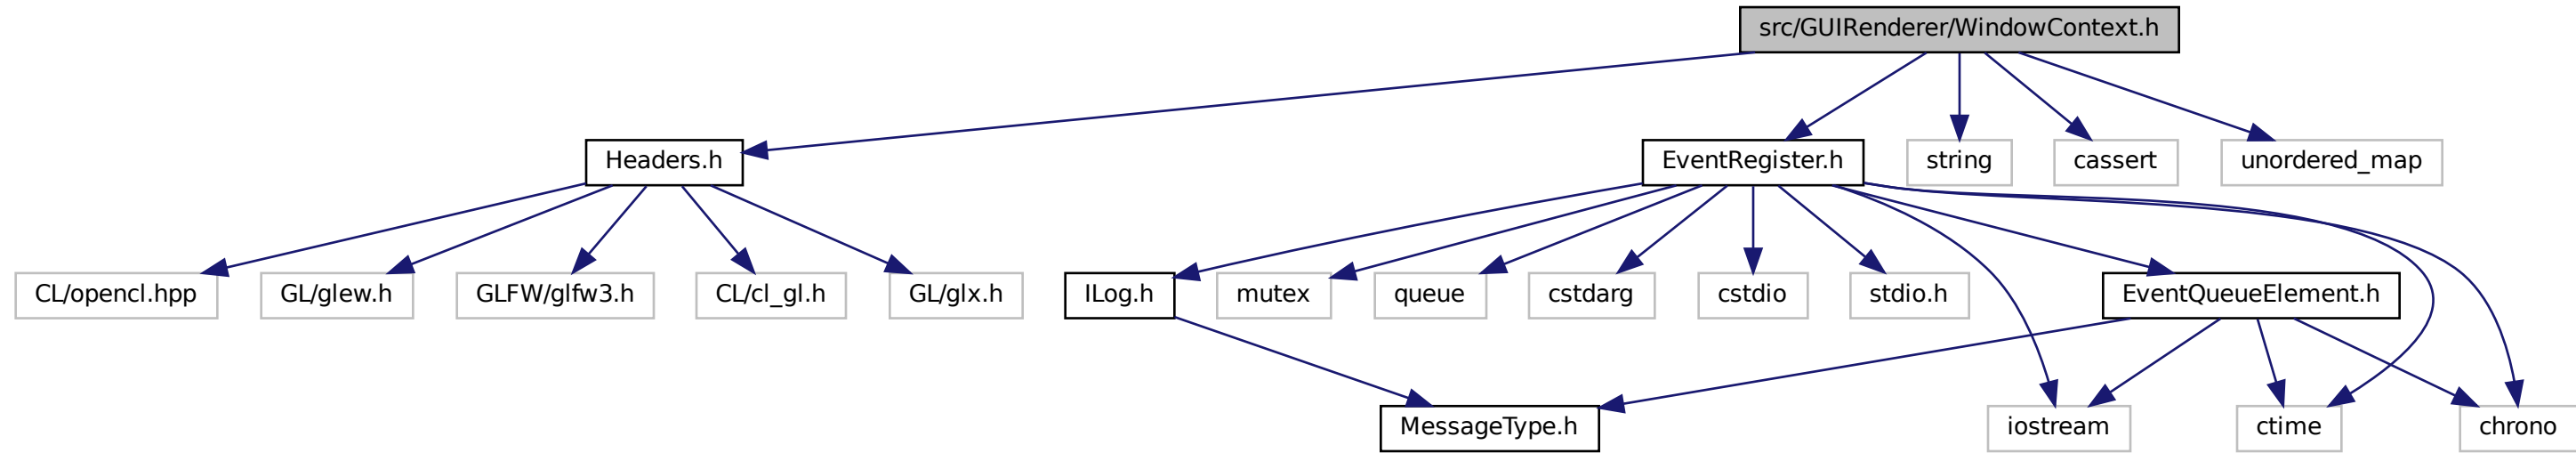 src/GUIRenderer/WindowContext.h
Headers.h
EventRegister.h
string
cassert
unordered_map
CL/opencl.hpp
GL/glew.h
GLFW/glfw3.h
CL/cl_gl.h
GL/glx.h
ILog.h
mutex
queue
cstdarg
cstdio
stdio.h
EventQueueElement.h
MessageType.h
iostream
ctime
chrono